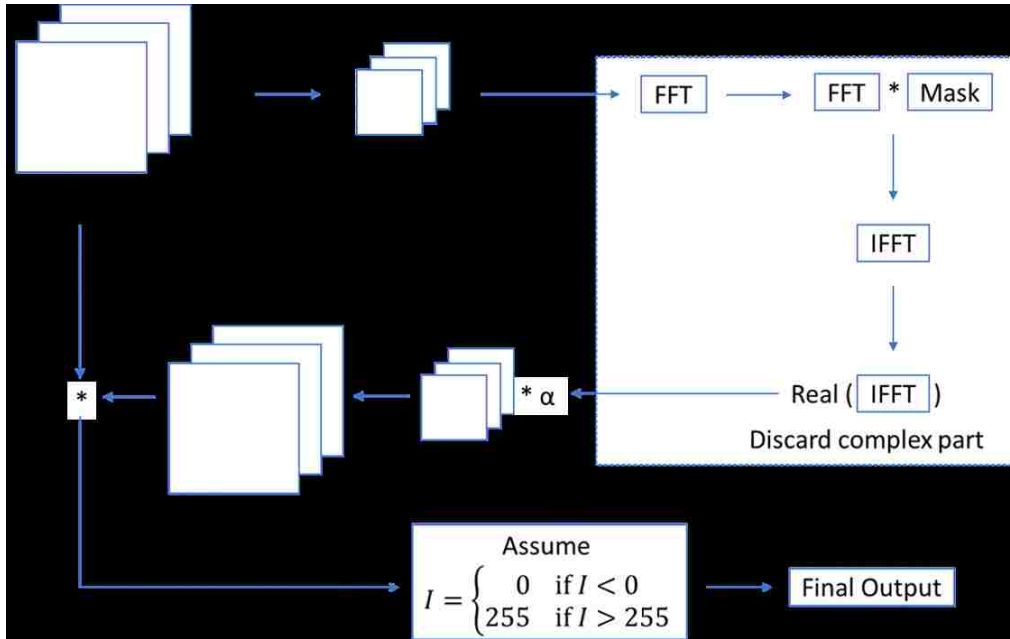 FFT
FFT * Mask
IFFT
Real ( IFFT )
Discard complex part
* α
*
Assume
I = { 0 if I < 0
255 if I > 255
Final Output